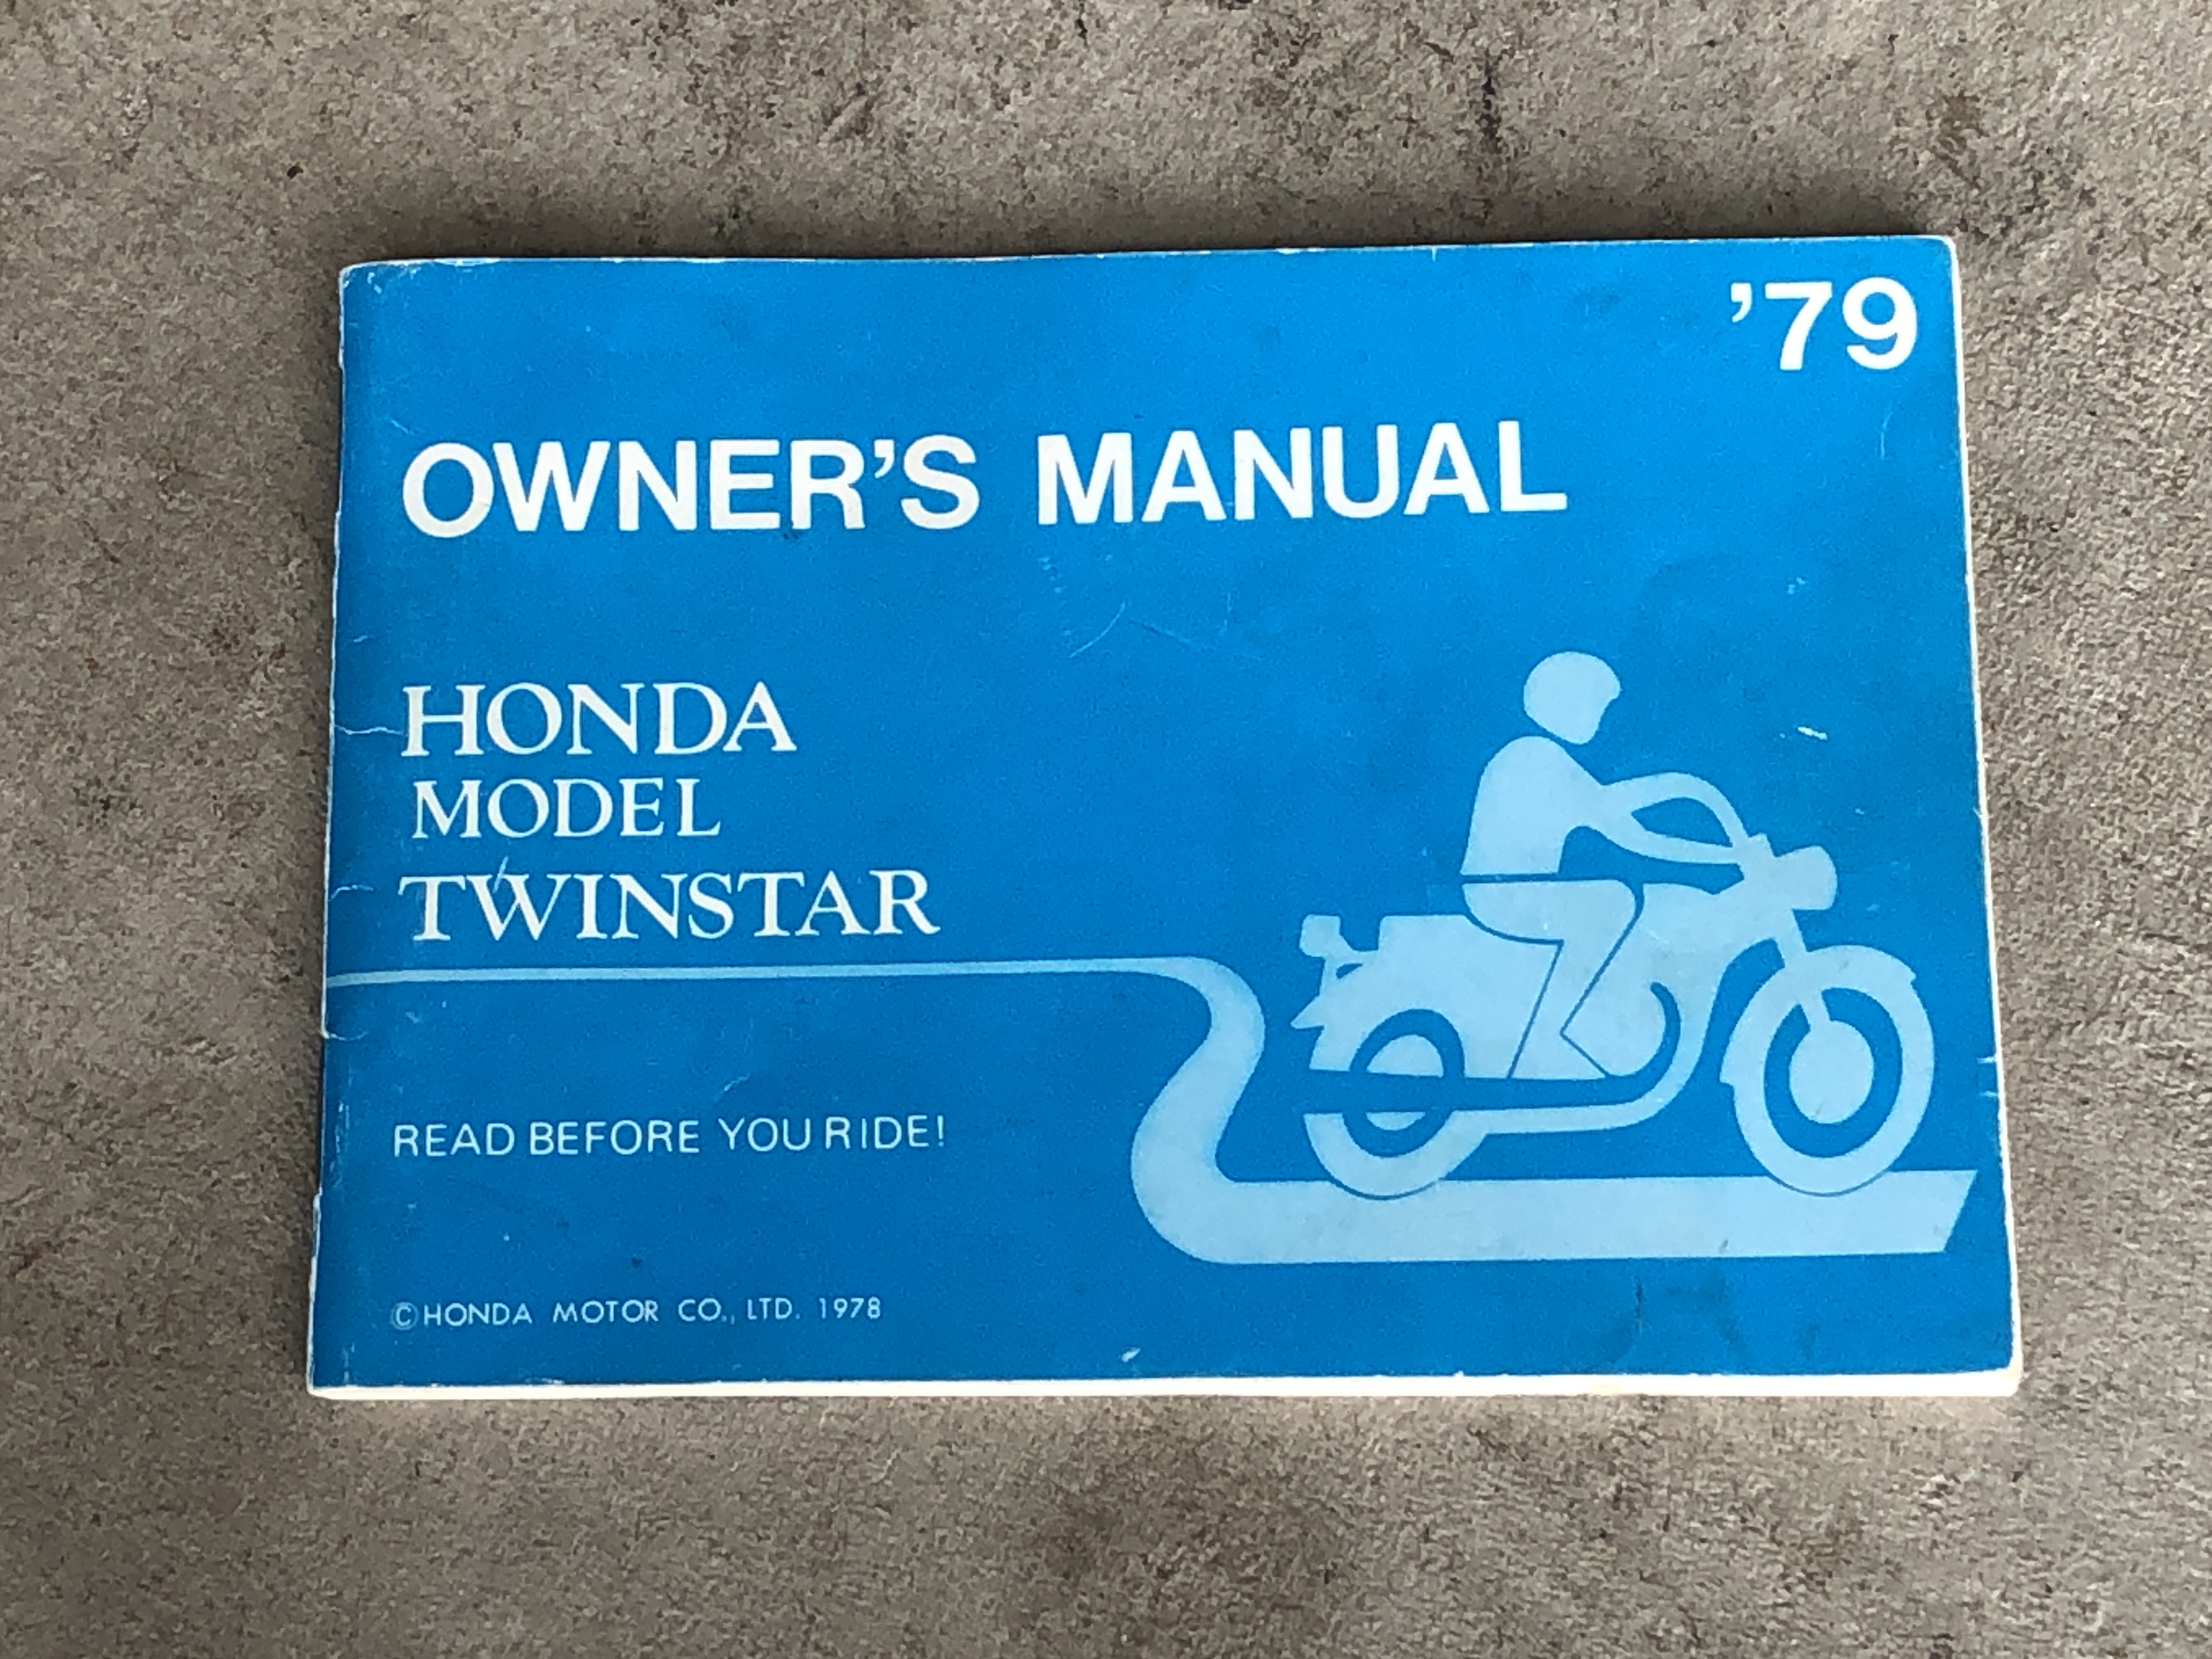 ’79
OWNER’S MANUAL
HONDA
MODEL
TWINSTAR
READ BEFORE YOU RIDE!
©HONDA MOTOR CO., LTD. 1978